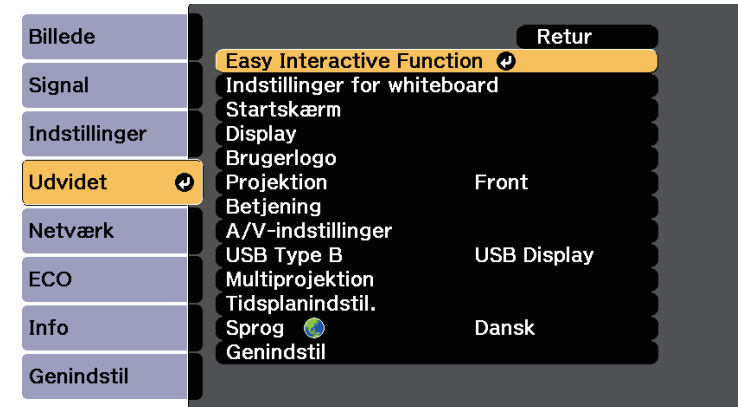 Billede
Signal
Indstillinger
Udvidet
Netværk
ECO
Info
Genindstil
Retur
Easy Interactive Function
Indstillinger for whiteboard
Startskærm
Display
Brugerlogo
Projektion Front
Betjening
A/V-indstillinger
USB Type B USB Display
Multiprojektion
Tidsplanindstil.
Sprog Dansk
Genindstil